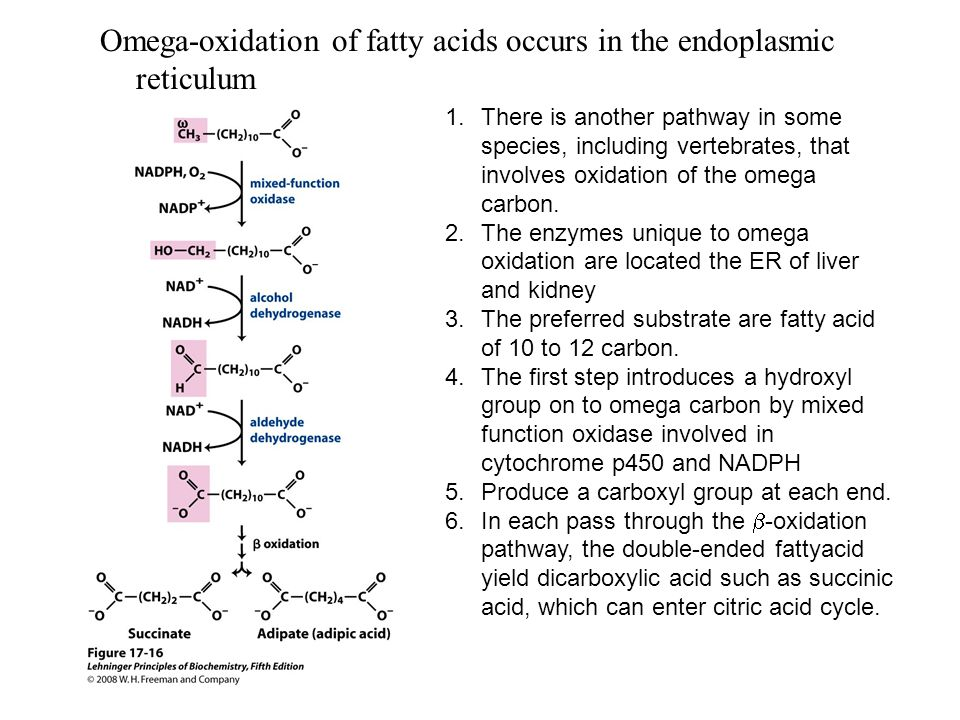 Omega-oxidation of fatty acids occurs in the endoplasmic
reticulum
ω
CH₃—(CH₂)₁₀—C
O
O⁻
NADPH, O₂
mixed-function
oxidase
NADP⁺
HO—CH₂—(CH₂)₁₀—C
O
O⁻
NAD⁺
alcohol
dehydrogenase
NADH
O
C—(CH₂)₁₀—C
H
O
O⁻
NAD⁺
aldehyde
dehydrogenase
NADH
O
C—(CH₂)₁₀—C
⁻O
O
O⁻
β oxidation
O
C—(CH₂)₂—C
⁻O
O
O⁻
Succinate
O
C—(CH₂)₄—C
⁻O
O
O⁻
Adipate (adipic acid)
Figure 17-16
Lehninger Principles of Biochemistry, Fifth Edition
© 2008 W. H. Freeman and Company
1. There is another pathway in some
species, including vertebrates, that
involves oxidation of the omega
carbon.
2. The enzymes unique to omega
oxidation are located the ER of liver
and kidney
3. The preferred substrate are fatty acid
of 10 to 12 carbon.
4. The first step introduces a hydroxyl
group on to omega carbon by mixed
function oxidase involved in
cytochrome p450 and NADPH
5. Produce a carboxyl group at each end.
6. In each pass through the β-oxidation
pathway, the double-ended fattyacid
yield dicarboxylic acid such as succinic
acid, which can enter citric acid cycle.